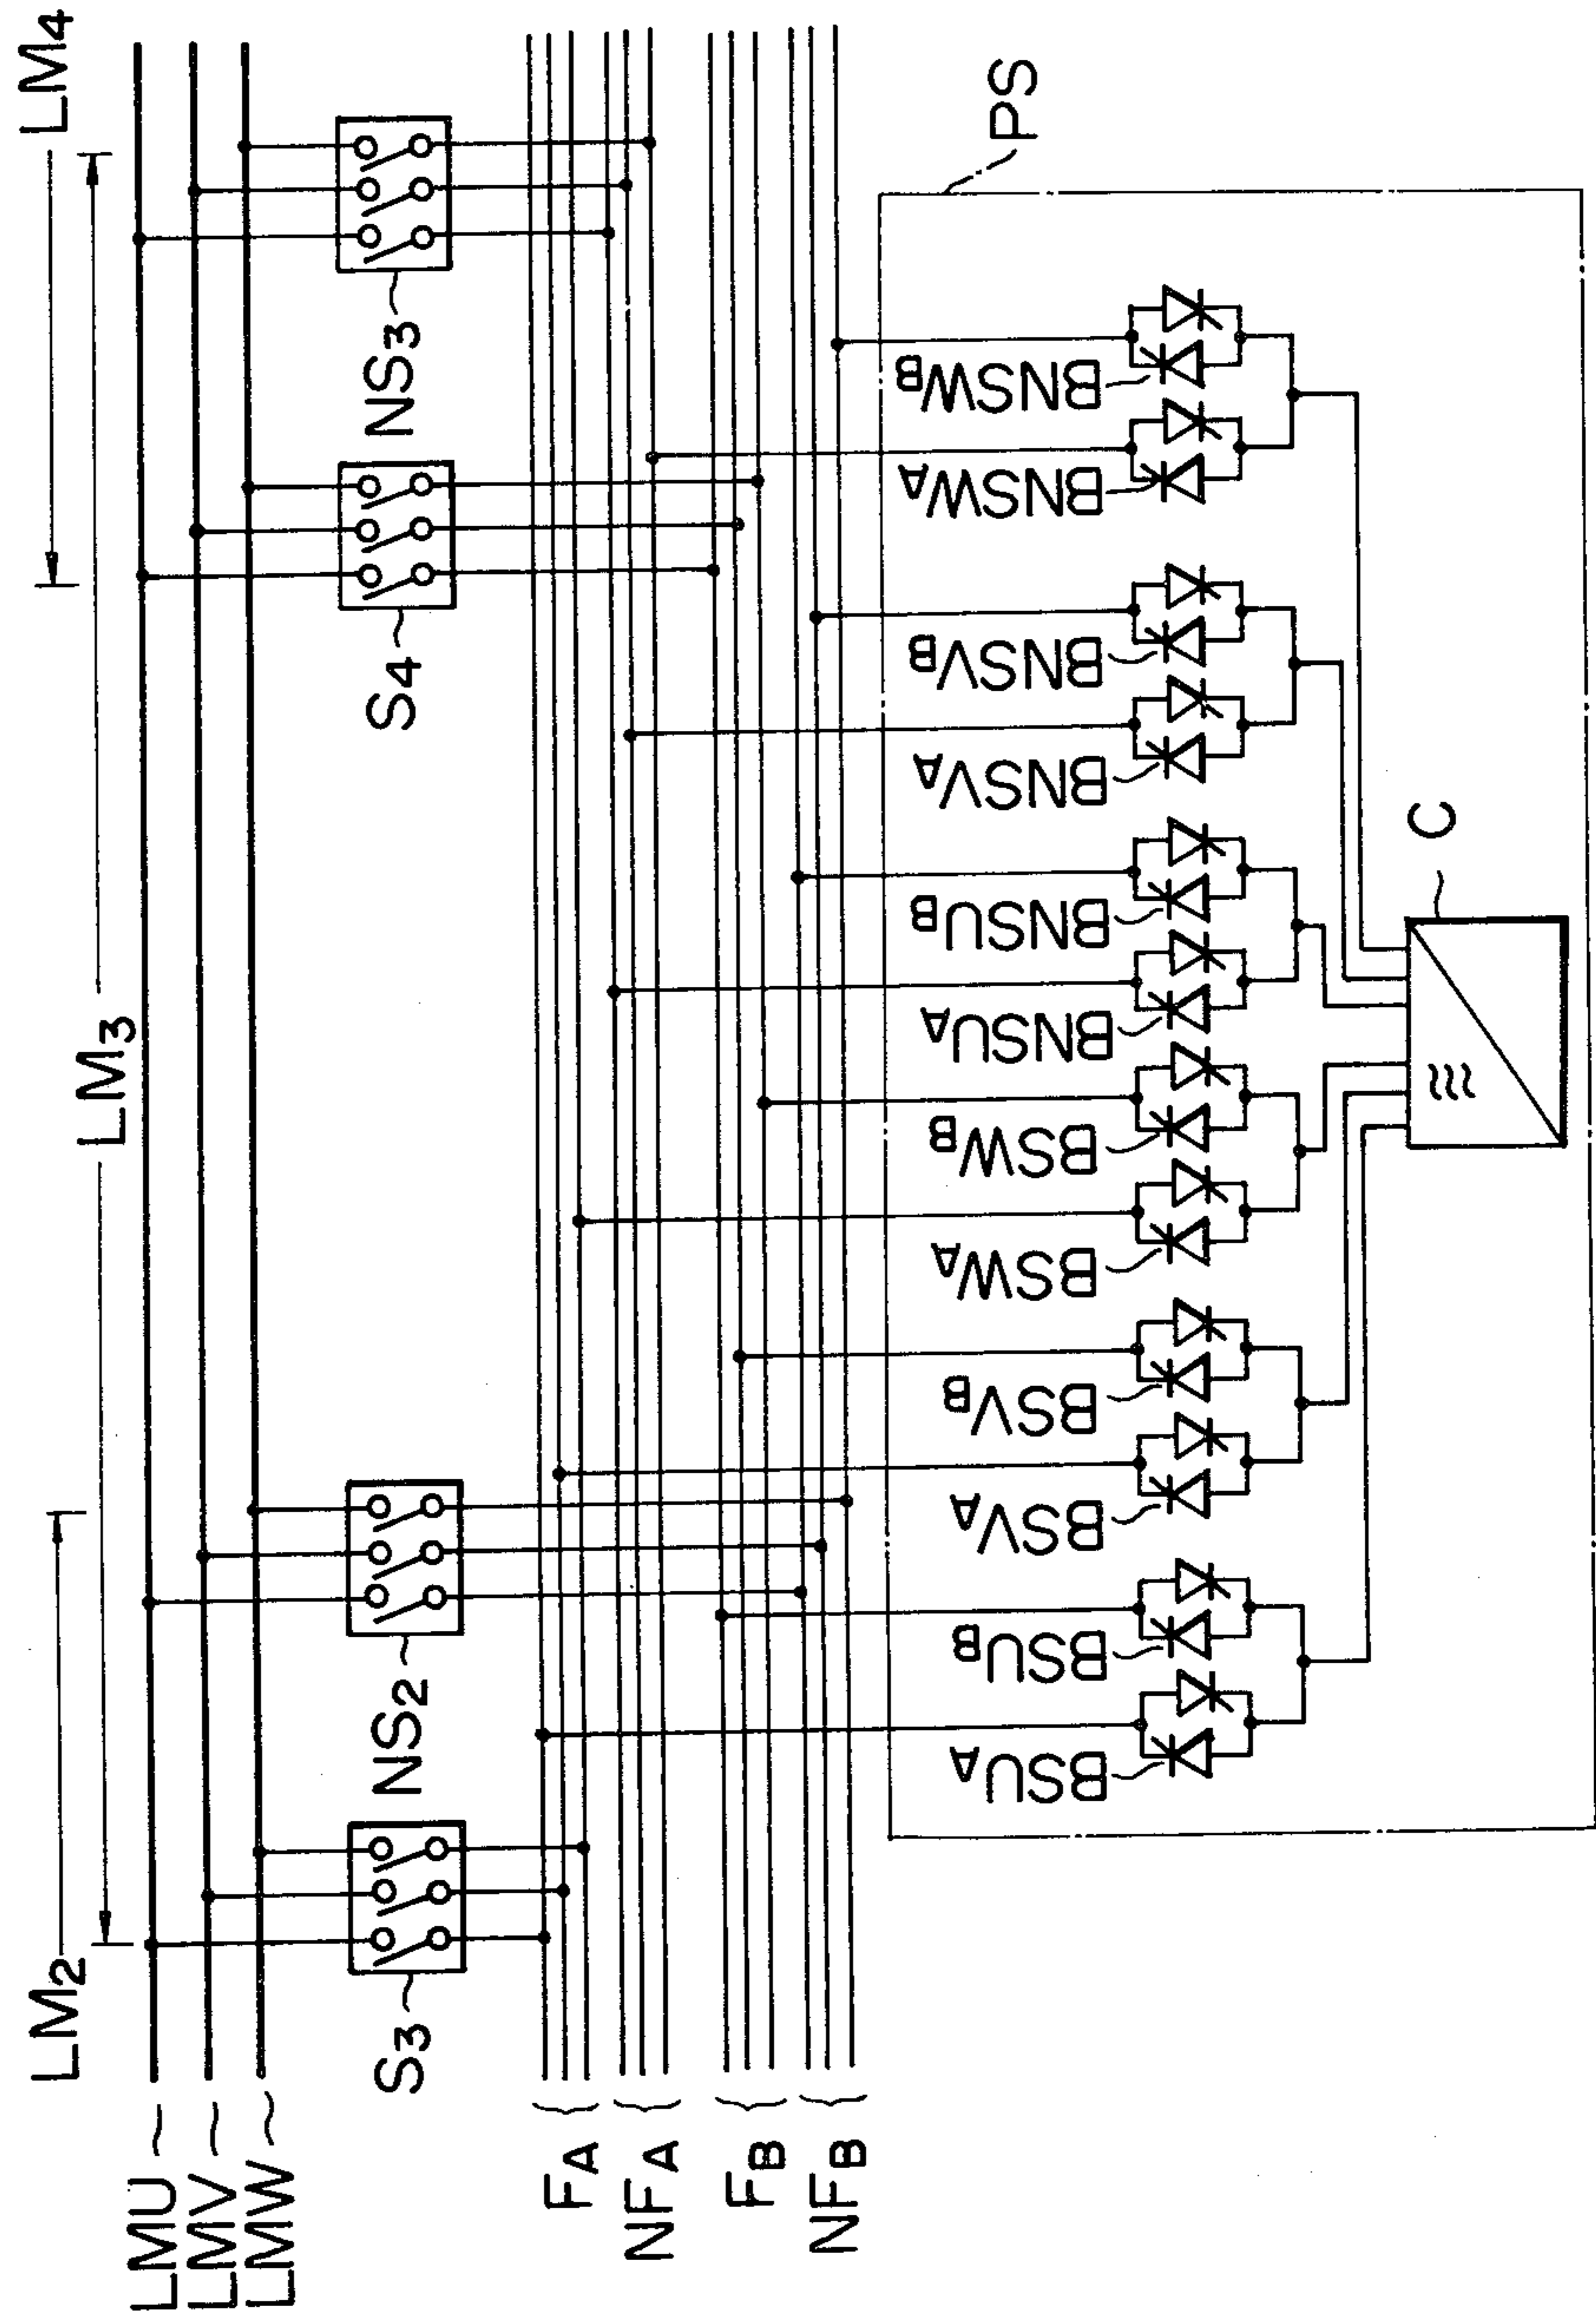 LM2
LM3
LM4
LMU
LMV
LMW
S3
NS2
S4
NS3
FA
NFA
FB
NFB
PS
BSUA
BSUB
BSVA
BSVB
BSWA
BSWB
BNSUA
BNSUB
BNSVA
BNSVB
BNSWA
BNSWB
C